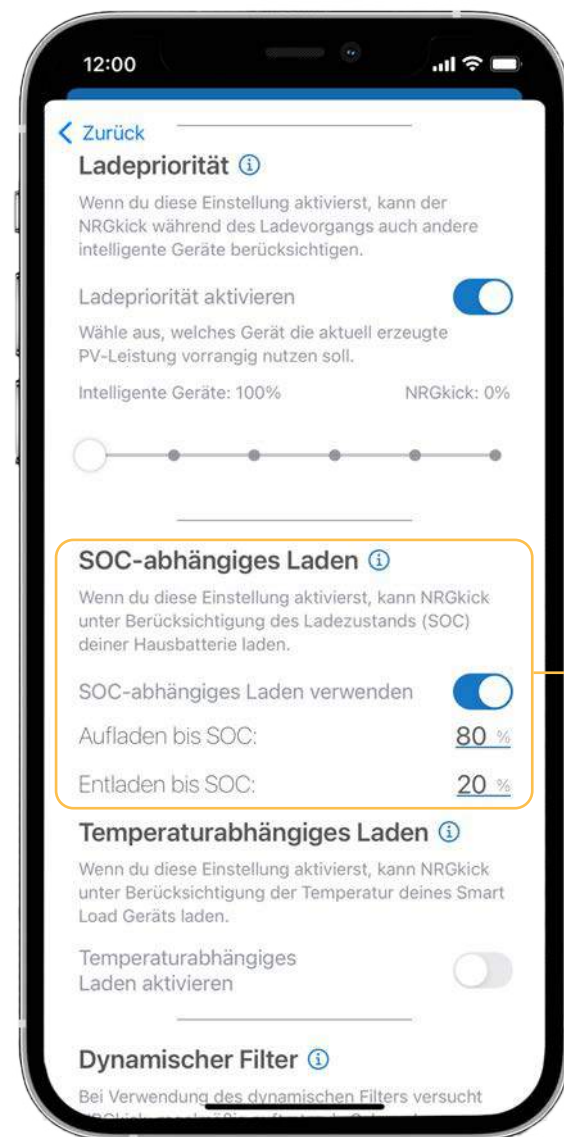 12:00
Zurück
Ladepriorität
Wenn du diese Einstellung aktivierst, kann der
NRGkick während des Ladevorgangs auch andere
intelligente Geräte berücksichtigen.
Ladepriorität aktivieren
Wähle aus, welches Gerät die aktuell erzeugte
PV-Leistung vorrangig nutzen soll.
Intelligente Geräte: 100% NRGkick: 0%
SOC-abhängiges Laden
Wenn du diese Einstellung aktivierst, kann NRGkick
unter Berücksichtigung des Ladezustands (SOC)
deiner Hausbatterie laden.
SOC-abhängiges Laden verwenden
Aufladen bis SOC: 80 %
Entladen bis SOC: 20 %
Temperaturabhängiges Laden
Wenn du diese Einstellung aktivierst, kann NRGkick
unter Berücksichtigung der Temperatur deines Smart
Load Geräts laden.
Temperaturabhängiges
Laden aktivieren
Dynamischer Filter
Bei Verwendung des dynamischen Filters versucht